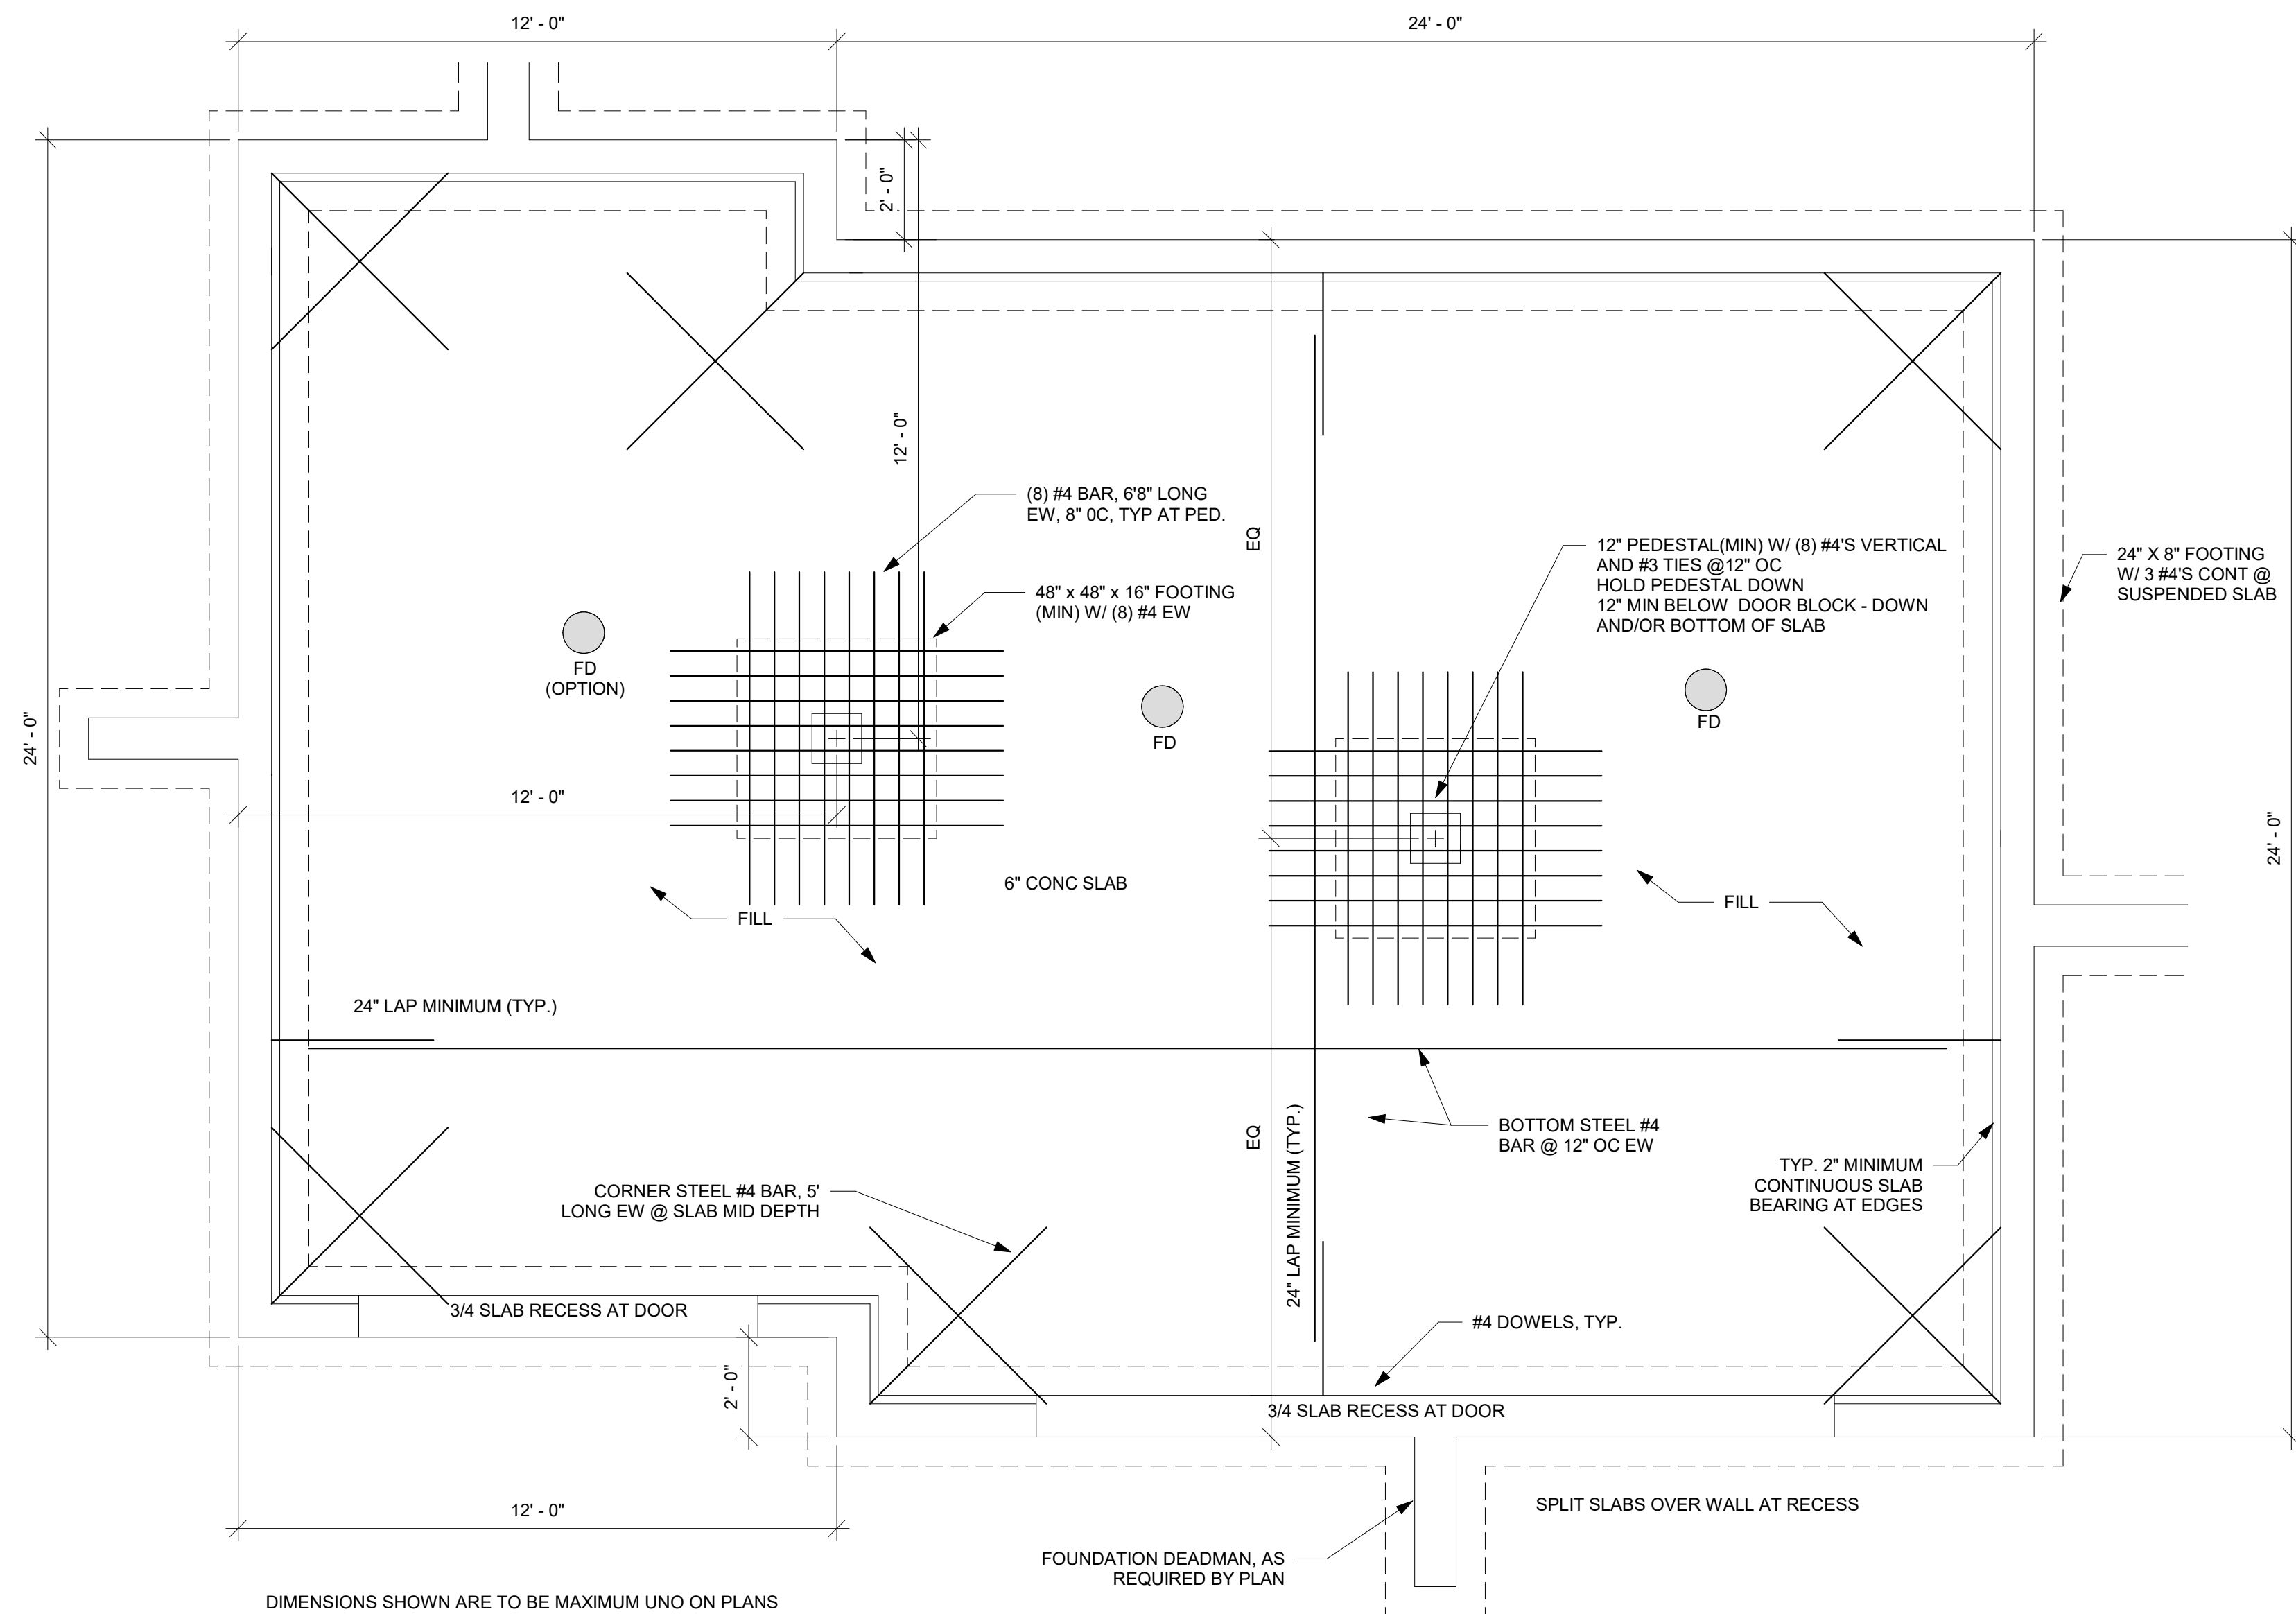 12' - 0"
24' - 0"
2' - 0"
12' - 0"
(8) #4 BAR, 6'8" LONG
EW, 8" 0C, TYP AT PED.
EQ
12" PEDESTAL(MIN) W/ (8) #4'S VERTICAL
AND #3 TIES @12" OC
HOLD PEDESTAL DOWN
12" MIN BELOW DOOR BLOCK - DOWN
AND/OR BOTTOM OF SLAB
24" X 8" FOOTING
W/ 3 #4'S CONT @
SUSPENDED SLAB
48" x 48" x 16" FOOTING
(MIN) W/ (8) #4 EW
FD
(OPTION)
FD
FD
24' - 0"
12' - 0"
24' - 0"
6" CONC SLAB
FILL
FILL
24" LAP MINIMUM (TYP.)
EQ
24" LAP MINIMUM (TYP.)
BOTTOM STEEL #4
BAR @ 12" OC EW
TYP. 2" MINIMUM
CONTINUOUS SLAB
BEARING AT EDGES
CORNER STEEL #4 BAR, 5'
LONG EW @ SLAB MID DEPTH
3/4 SLAB RECESS AT DOOR
#4 DOWELS, TYP.
2' - 0"
3/4 SLAB RECESS AT DOOR
12' - 0"
SPLIT SLABS OVER WALL AT RECESS
FOUNDATION DEADMAN, AS
REQUIRED BY PLAN
DIMENSIONS SHOWN ARE TO BE MAXIMUM UNO ON PLANS